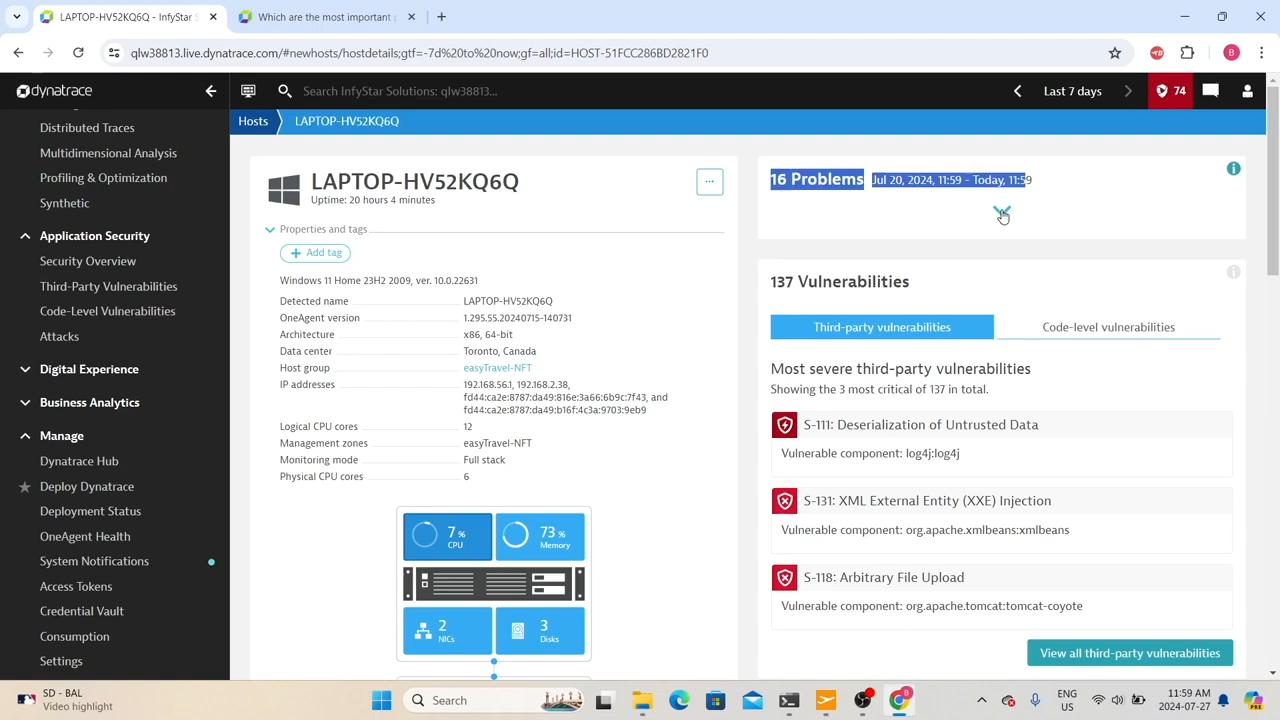 LAPTOP-HV52KQ6Q - InfyStar S
Which are the most important p
qlw38813.live.dynatrace.com/#newhosts/hostdetails;gtf=-7d%20to%20now;gf=all;id=HOST-51FCC286BD2821F0
B
dynatrace
Search InfyStar Solutions: qlw38813...
Last 7 days
74
Hosts
LAPTOP-HV52KQ6Q
Distributed Traces
Multidimensional Analysis
Profiling & Optimization
Synthetic
Application Security
Security Overview
Third-Party Vulnerabilities
Code-Level Vulnerabilities
Attacks
Digital Experience
Business Analytics
Manage
Dynatrace Hub
Deploy Dynatrace
Deployment Status
OneAgent Health
System Notifications
Access Tokens
Credential Vault
Consumption
Settings
LAPTOP-HV52KQ6Q
Uptime: 20 hours 4 minutes
...
Properties and tags
Add tag
Windows 11 Home 23H2 2009, ver. 10.0.22631
Detected name LAPTOP-HV52KQ6Q
OneAgent version 1.295.55.20240715-140731
Architecture x86, 64-bit
Data center Toronto, Canada
Host group easyTravel-NFT
IP addresses 192.168.56.1, 192.168.2.38,
fd44:ca2e:8787:da49:816e:3a66:6b9c:7f43, and
fd44:ca2e:8787:da49:b16f:4c3a:9703:9eb9
Logical CPU cores 12
Management zones easyTravel-NFT
Monitoring mode Full stack
Physical CPU cores 6
7 %
CPU
73 %
Memory
2
NICs
3
Disks
16 Problems Jul 20, 2024, 11:59 - Today, 11:59
137 Vulnerabilities
Third-party vulnerabilities
Code-level vulnerabilities
Most severe third-party vulnerabilities
Showing the 3 most critical of 137 in total.
S-111: Deserialization of Untrusted Data
Vulnerable component: log4j:log4j
S-131: XML External Entity (XXE) Injection
Vulnerable component: org.apache.xmlbeans:xmlbeans
S-118: Arbitrary File Upload
Vulnerable component: org.apache.tomcat:tomcat-coyote
View all third-party vulnerabilities
SD - BAL
Video highlight
Search
B
ENG
US
11:59 AM
2024-07-27
PRE